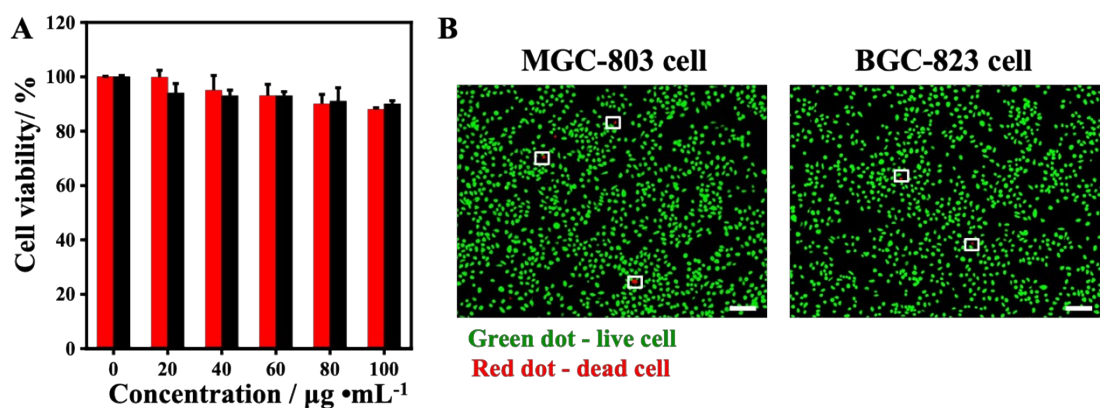 A
120
100
80
60
40
20
0
Cell viability/ %
0 20 40 60 80 100
Concentration / µg •mL⁻¹
B
MGC-803 cell
BGC-823 cell
Green dot - live cell
Red dot - dead cell